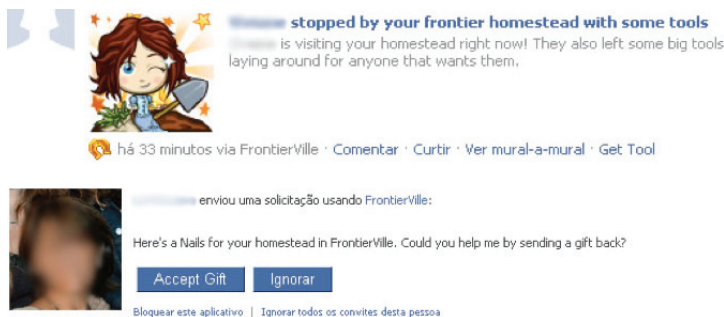 stopped by your frontier homestead with some tools
is visiting your homestead right now! They also left some big tools
laying around for anyone that wants them.
há 33 minutos via FrontierVille · Comentar · Curtir · Ver mural-a-mural · Get Tool
enviou uma solicitação usando FrontierVille:
Here's a Nails for your homestead in FrontierVille. Could you help me by sending a gift back?
Accept Gift Ignorar
Bloquear este aplicativo | Ignorar todos os convites desta pessoa